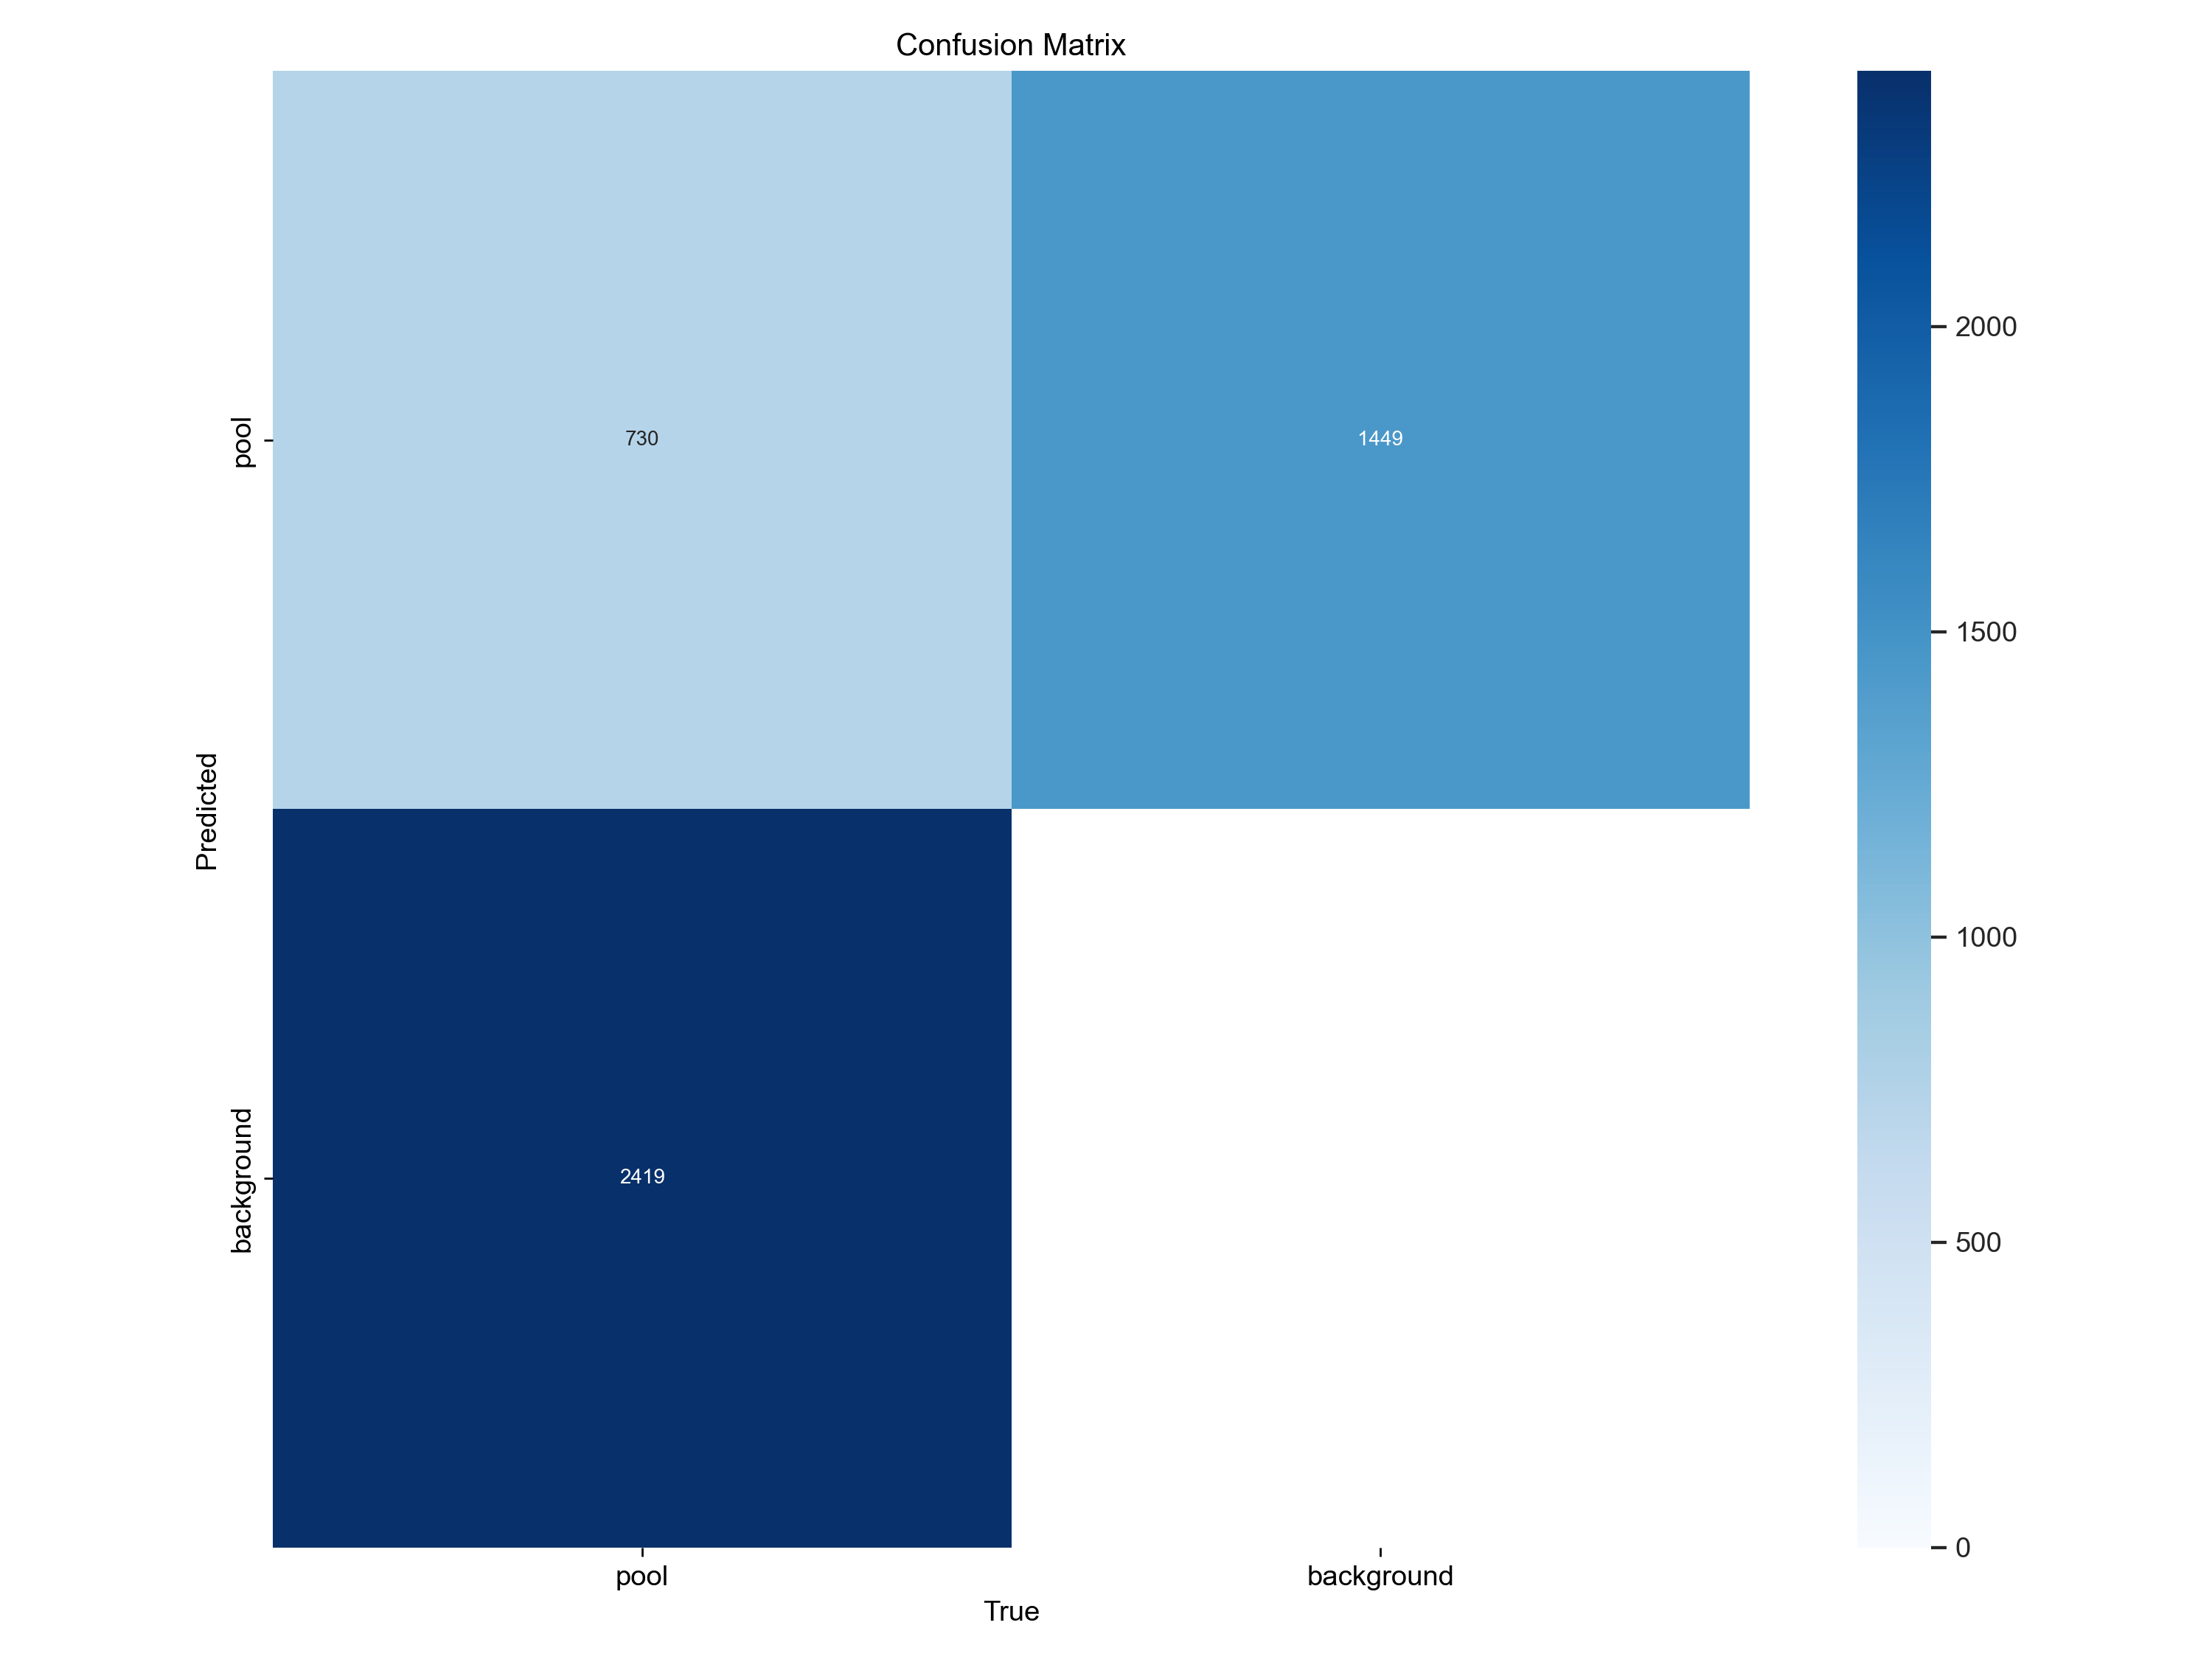 Confusion Matrix
pool
730
1449
Predicted
background
2419
pool
background
True
2000
1500
1000
500
0